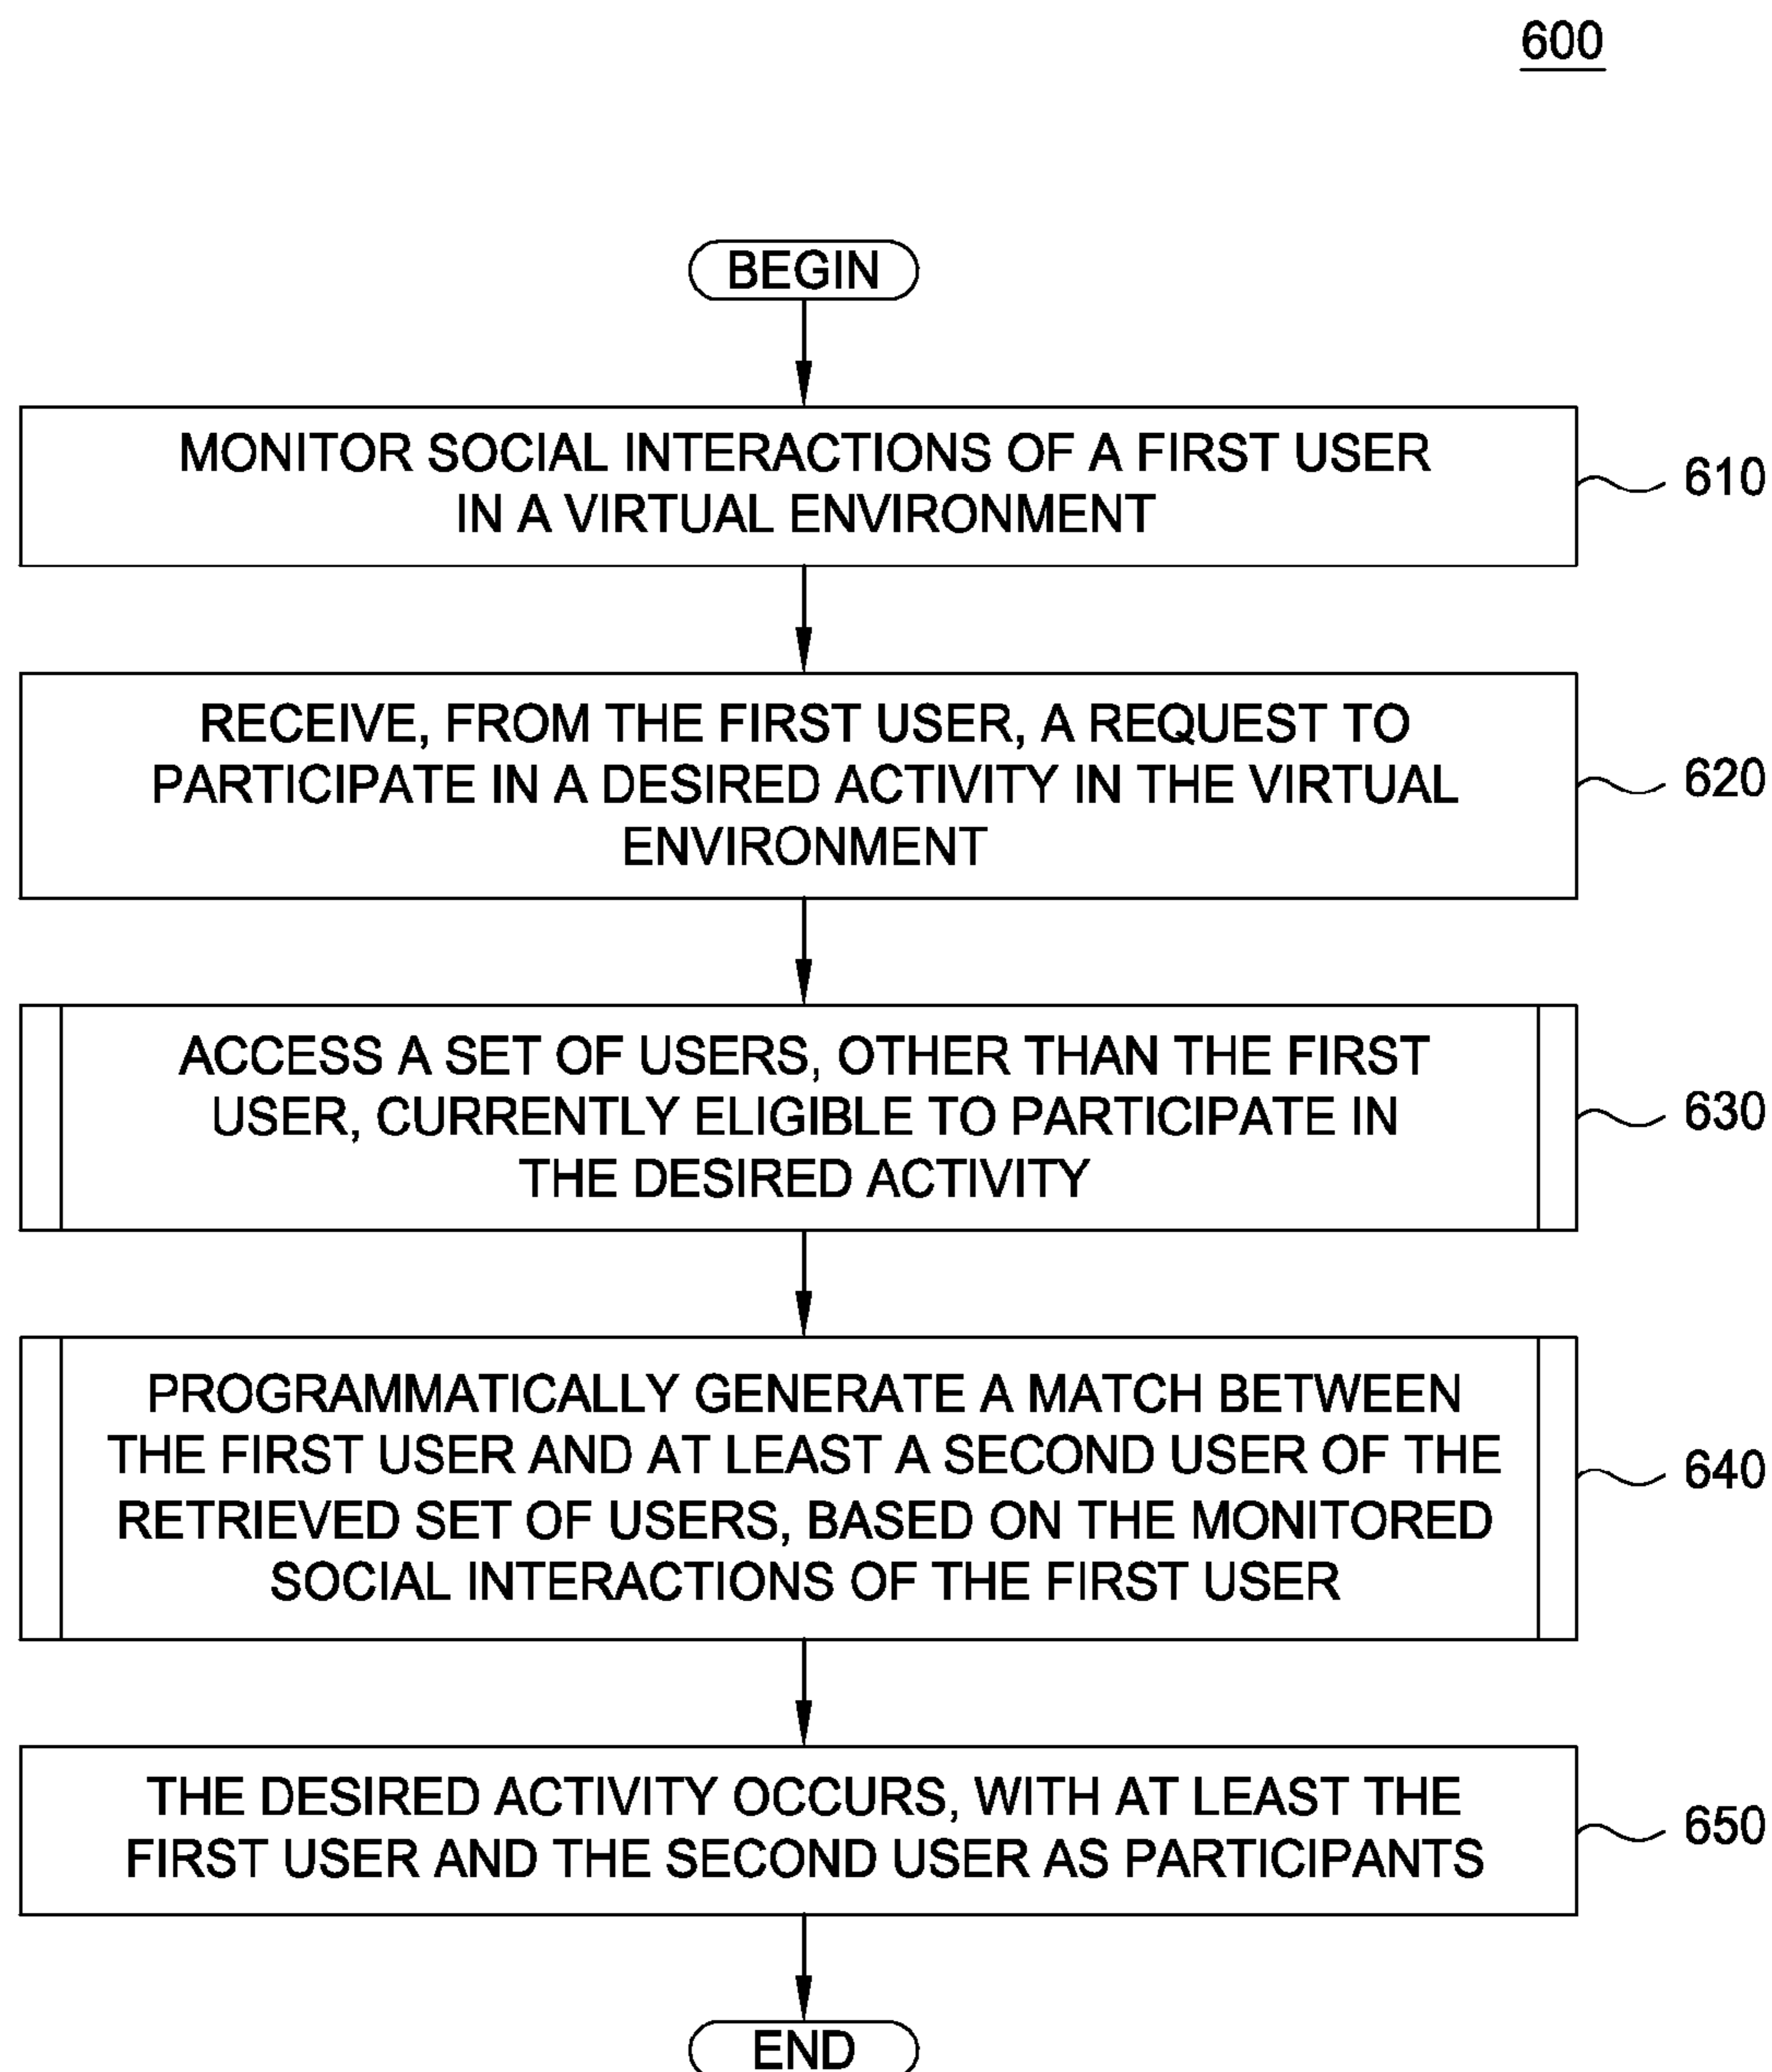 600
BEGIN
MONITOR SOCIAL INTERACTIONS OF A FIRST USER
IN A VIRTUAL ENVIRONMENT
610
RECEIVE, FROM THE FIRST USER, A REQUEST TO
PARTICIPATE IN A DESIRED ACTIVITY IN THE VIRTUAL
ENVIRONMENT
620
ACCESS A SET OF USERS, OTHER THAN THE FIRST
USER, CURRENTLY ELIGIBLE TO PARTICIPATE IN
THE DESIRED ACTIVITY
630
PROGRAMMATICALLY GENERATE A MATCH BETWEEN
THE FIRST USER AND AT LEAST A SECOND USER OF THE
RETRIEVED SET OF USERS, BASED ON THE MONITORED
SOCIAL INTERACTIONS OF THE FIRST USER
640
THE DESIRED ACTIVITY OCCURS, WITH AT LEAST THE
FIRST USER AND THE SECOND USER AS PARTICIPANTS
650
END